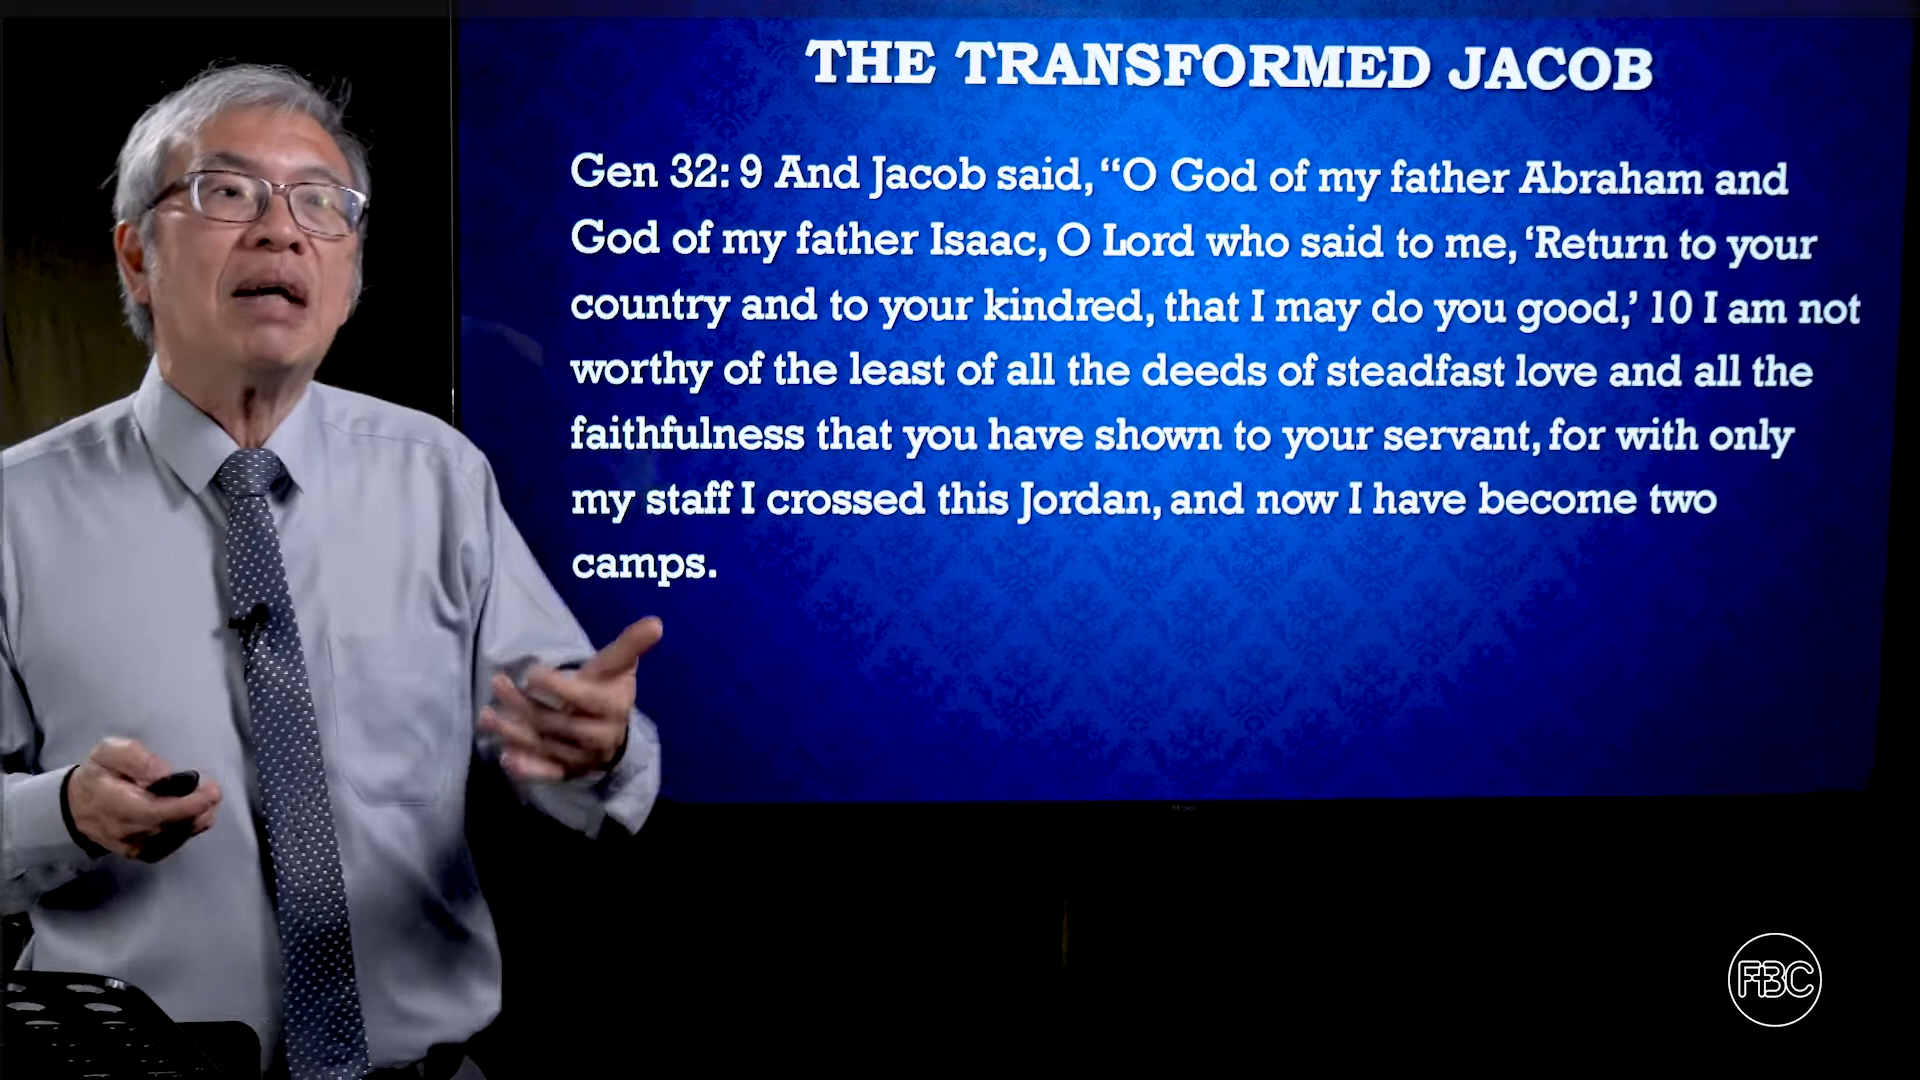 THE TRANSFORMED JACOB
Gen 32: 9 And Jacob said, “O God of my father Abraham and
God of my father Isaac, O Lord who said to me, ‘Return to your
country and to your kindred, that I may do you good,’ 10 I am not
worthy of the least of all the deeds of steadfast love and all the
faithfulness that you have shown to your servant, for with only
my staff I crossed this Jordan, and now I have become two
camps.
Haier
FBC